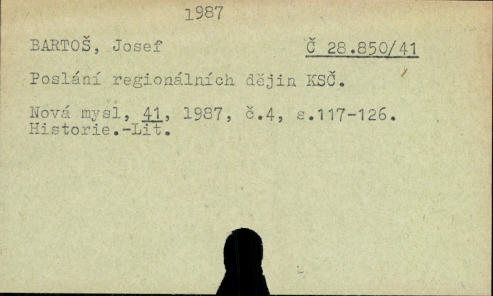 1987
BARTOŠ, Josef Č 28.850/41
Poslání regionálních dějin KSČ.
Nová mysl, 41, 1987, č.4, s.117-126.
Historie.-Lit.